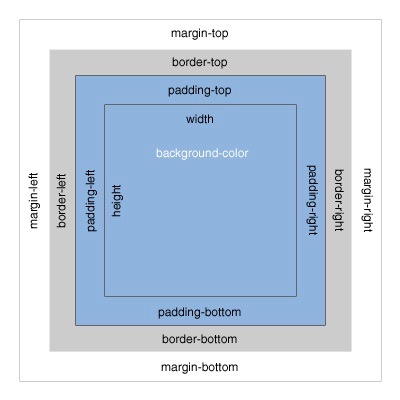 margin-top
border-top
padding-top
width
background-color
margin-left
border-left
padding-left
height
padding-right
border-right
margin-right
padding-bottom
border-bottom
margin-bottom